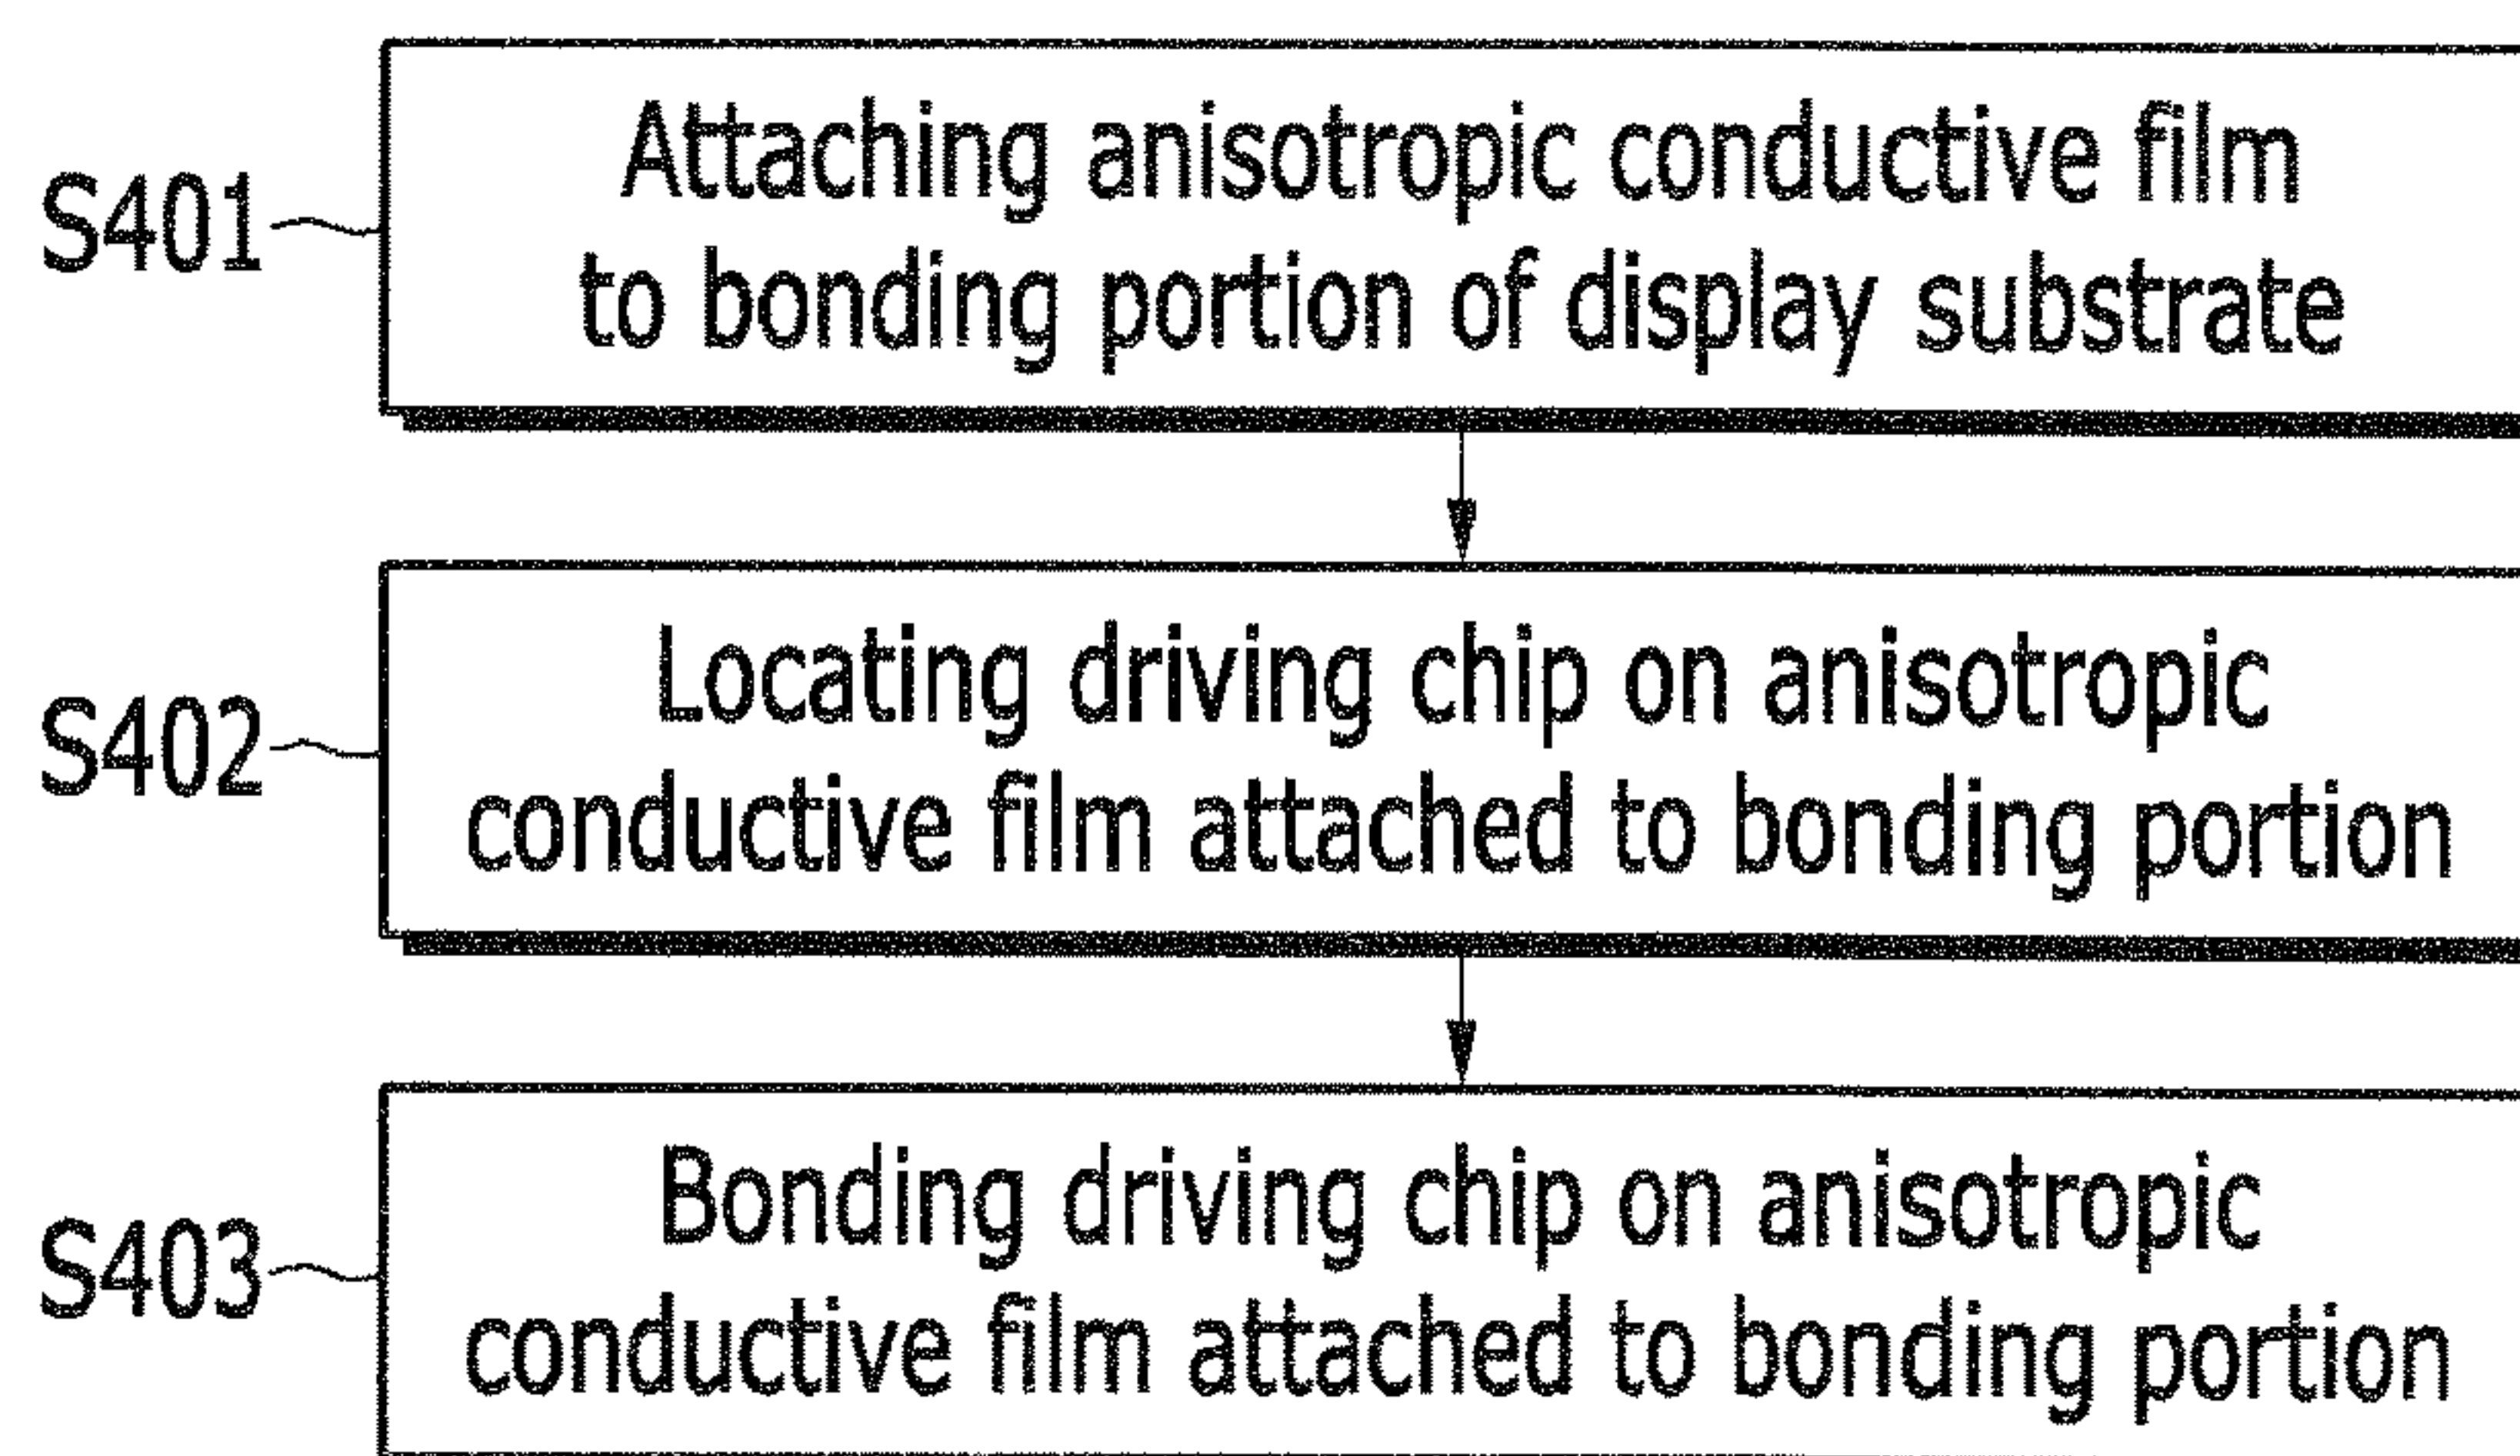 S401
Attaching anisotropic conductive film
to bonding portion of display substrate
S402
Locating driving chip on anisotropic
conductive film attached to bonding portion
S403
Bonding driving chip on anisotropic
conductive film attached to bonding portion